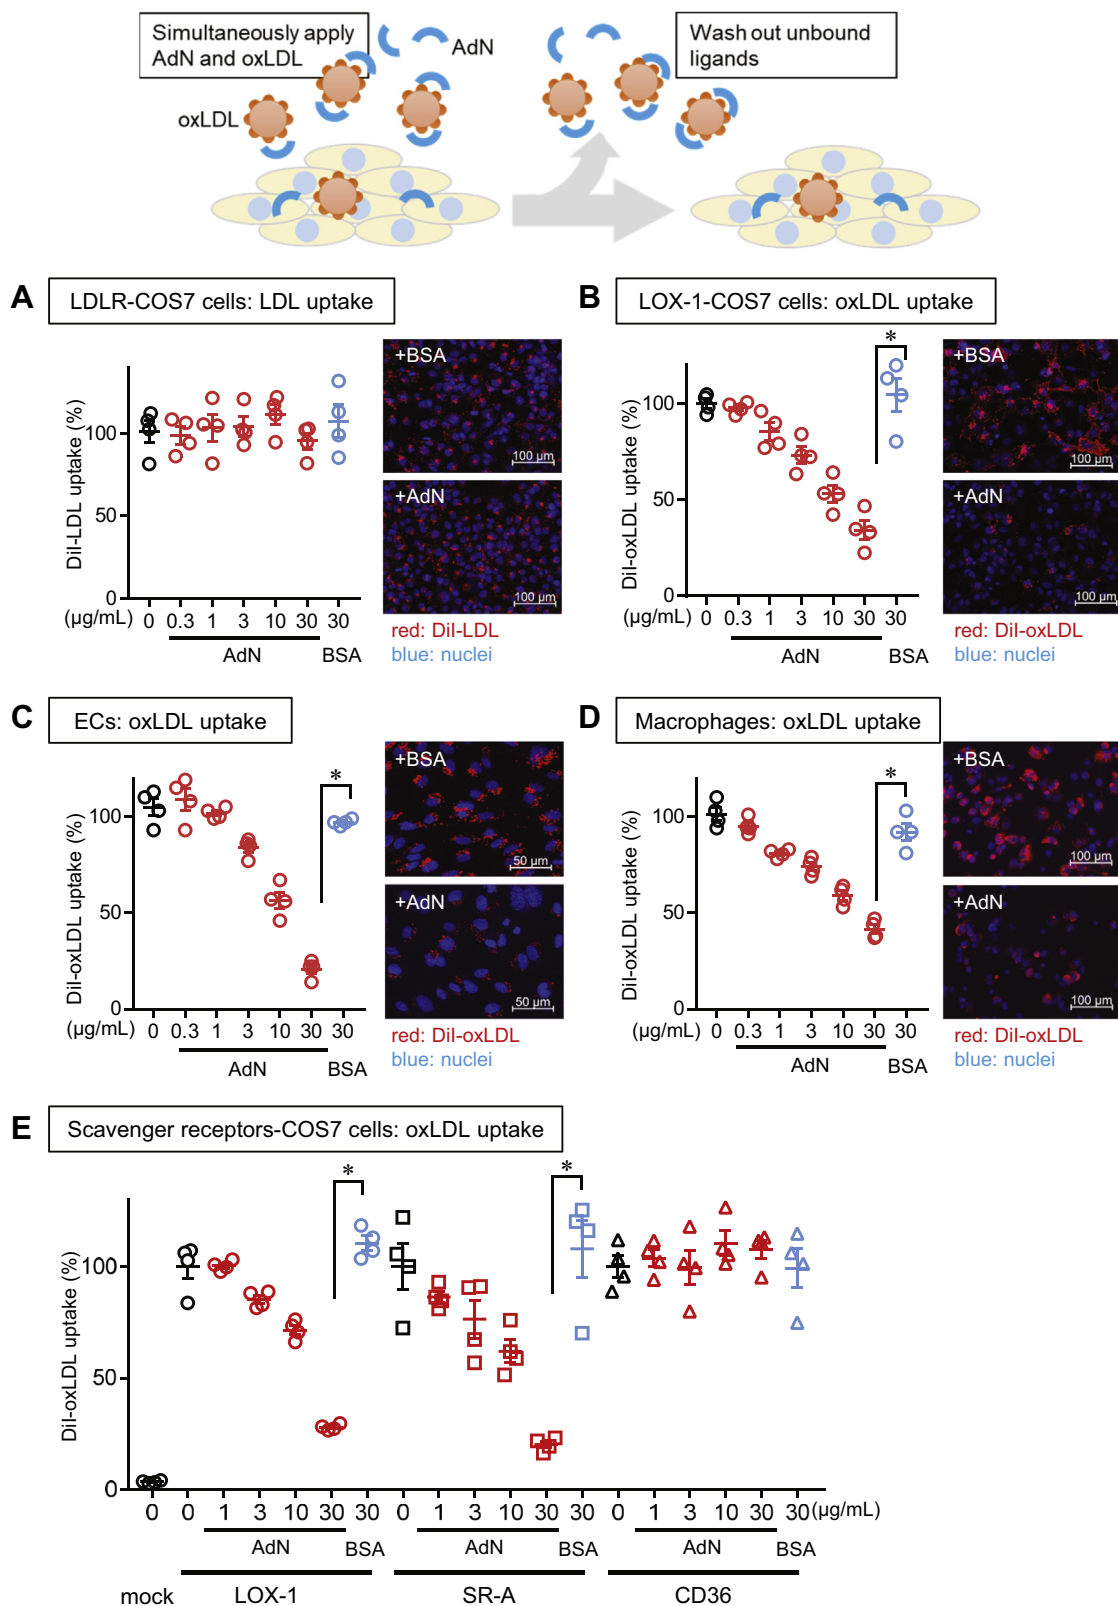 Simultaneously apply
AdN and oxLDL
AdN
oxLDL
Wash out unbound
ligands
A
LDLR-COS7 cells: LDL uptake
DiI-LDL uptake (%)
100
50
0
(µg/mL)
0 0.3 1 3 10 30 30
AdN BSA
+BSA
100 µm
+AdN
100 µm
red: DiI-LDL
blue: nuclei
B
LOX-1-COS7 cells: oxLDL uptake
DiI-oxLDL uptake (%)
100
50
0
*
(µg/mL)
0 0.3 1 3 10 30 30
AdN BSA
+BSA
100 µm
+AdN
100 µm
red: DiI-oxLDL
blue: nuclei
C
ECs: oxLDL uptake
DiI-oxLDL uptake (%)
100
50
0
*
(µg/mL)
0 0.3 1 3 10 30 30
AdN BSA
+BSA
50 µm
+AdN
50 µm
red: DiI-oxLDL
blue: nuclei
D
Macrophages: oxLDL uptake
DiI-oxLDL uptake (%)
100
50
0
*
(µg/mL)
0 0.3 1 3 10 30 30
AdN BSA
+BSA
100 µm
+AdN
100 µm
red: DiI-oxLDL
blue: nuclei
E
Scavenger receptors-COS7 cells: oxLDL uptake
DiI-oxLDL uptake (%)
100
50
0
* *
0 0 1 3 10 30 30 0 1 3 10 30 30 0 1 3 10 30 30 (µg/mL)
AdN BSA AdN BSA AdN BSA
mock LOX-1 SR-A CD36